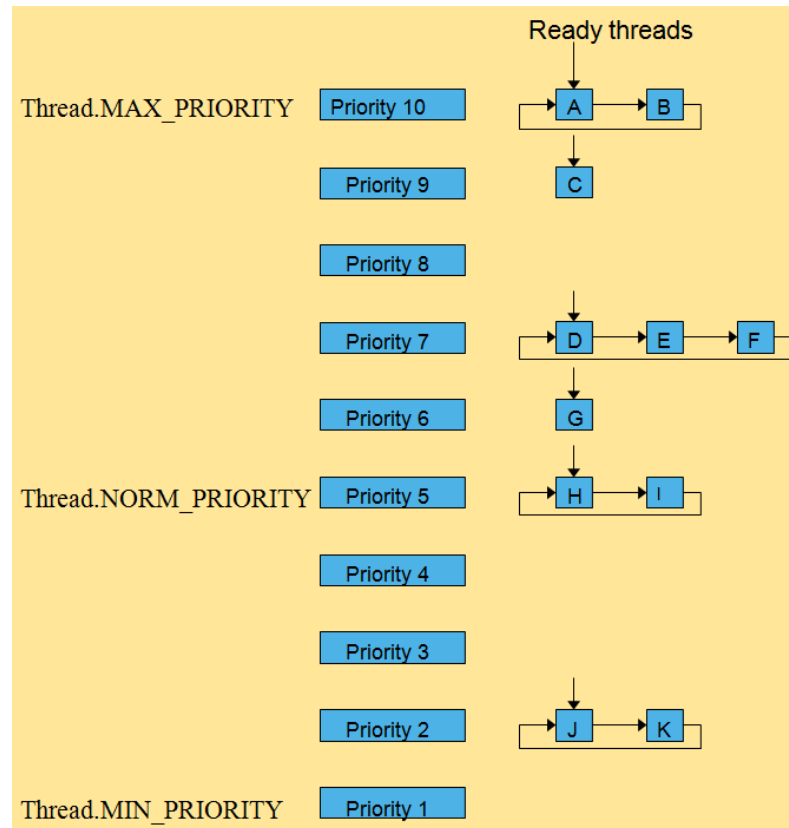 Ready threads
Thread.MAX_PRIORITY Priority 10 A B
Priority 9 C
Priority 8
Priority 7 D E F
Priority 6 G
Thread.NORM_PRIORITY Priority 5 H I
Priority 4
Priority 3
Priority 2 J K
Thread.MIN_PRIORITY Priority 1